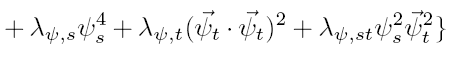 $+ \, \lambda_{\psi,s} \psi_s^4 + \lambda_{\psi,t} (\vec{\psi}_t \cdot \vec{\psi}_t)^2 + \lambda_{\psi,st} \psi_s^2 \vec{\psi}_t^2 \}$